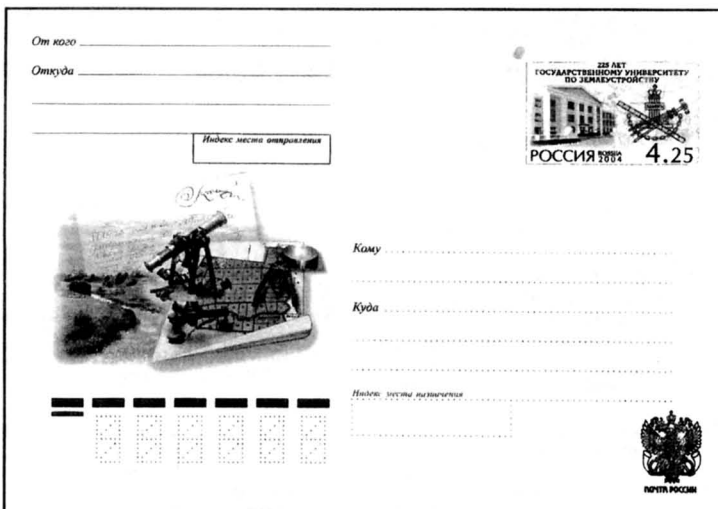 От кого
Откуда
Индекс места отправления
225 ЛЕТ
ГОСУДАРСТВЕННОМУ УНИВЕРСИТЕТУ
ПО ЗЕМЛЕУСТРОЙСТВУ
РОССИЯ ROSSIJA 2004 4.25
Кому
Куда
Индекс места назначения
ПОЧТА РОССИИ